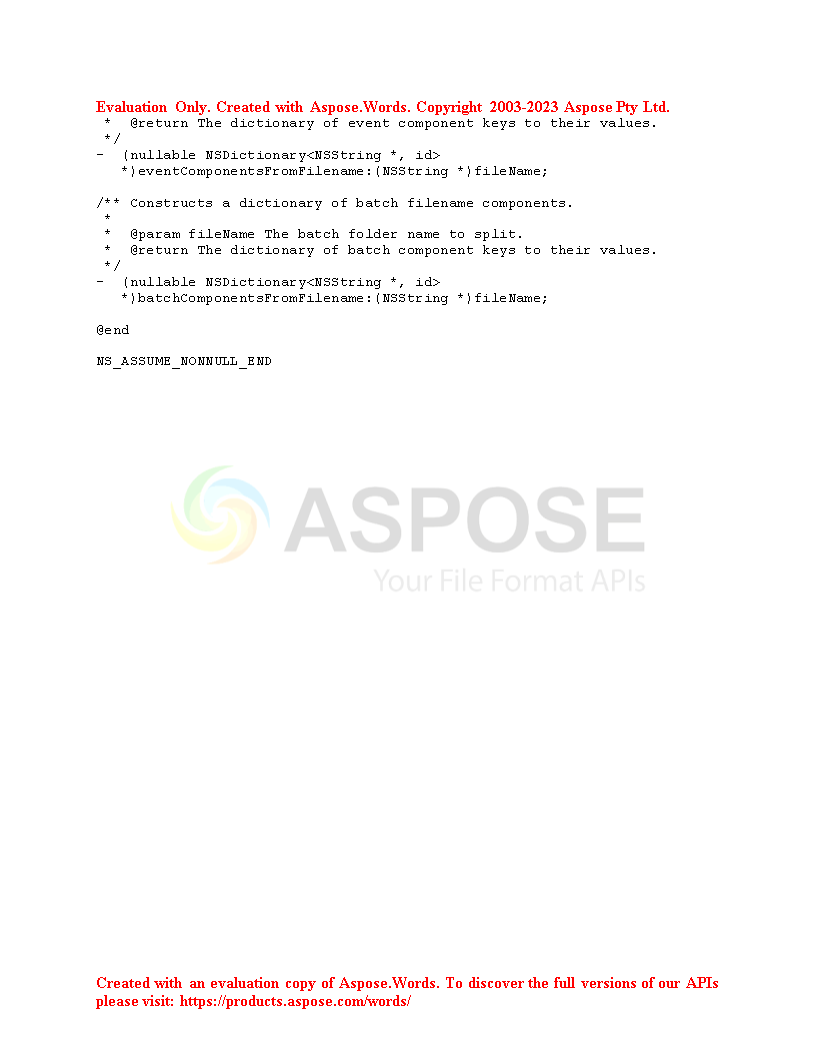 Evaluation Only. Created with Aspose.Words. Copyright 2003-2023 Aspose Pty Ltd.
 *  @return The dictionary of event component keys to their values.
 */
-  (nullable NSDictionary<NSString *, id>
   *)eventComponentsFromFilename:(NSString *)fileName;

/** Constructs a dictionary of batch filename components.
 *
 *  @param fileName The batch folder name to split.
 *  @return The dictionary of batch component keys to their values.
 */
-  (nullable NSDictionary<NSString *, id>
   *)batchComponentsFromFilename:(NSString *)fileName;

@end

NS_ASSUME_NONNULL_END
ASPOSE
Your File Format APIs
Created with an evaluation copy of Aspose.Words. To discover the full versions of our APIs
please visit: https://products.aspose.com/words/